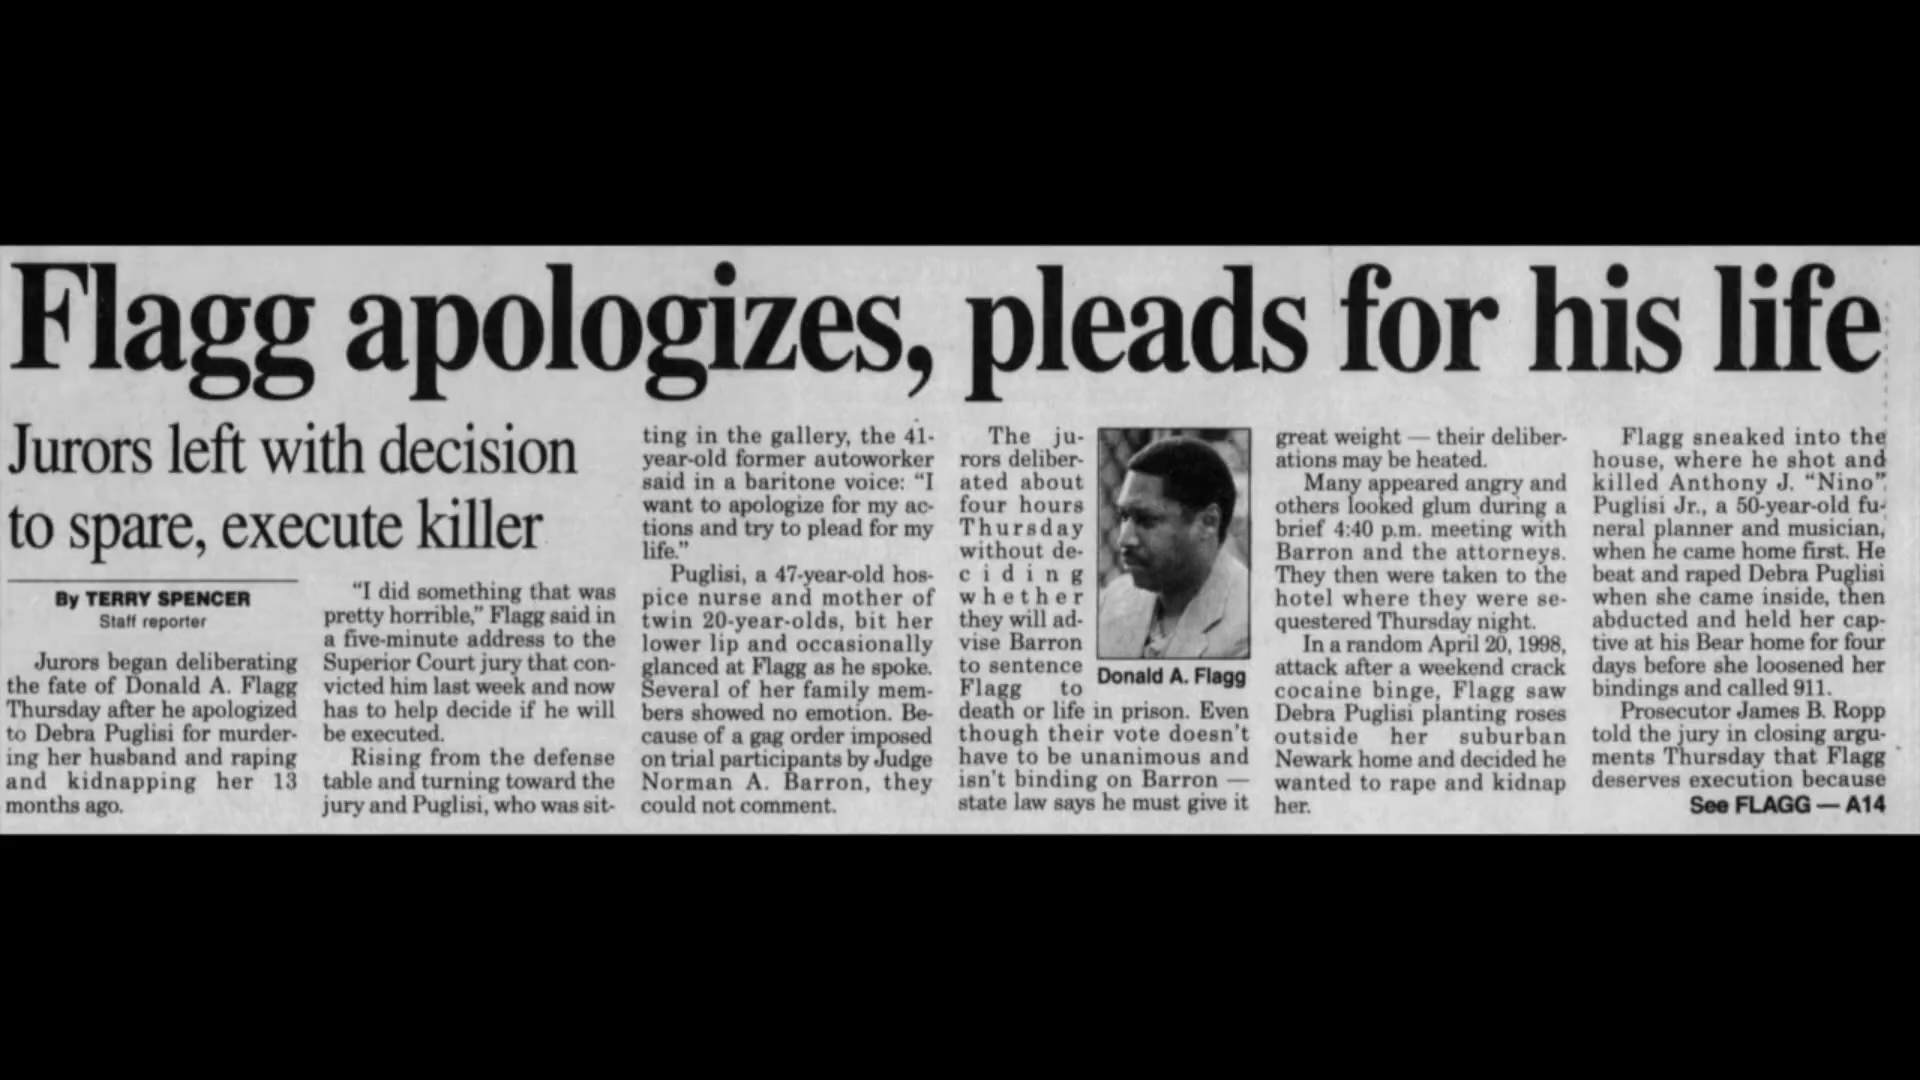 Flagg apologizes, pleads for his life
Jurors left with decision
to spare, execute killer
By TERRY SPENCER
Staff reporter
Jurors began deliberating
the fate of Donald A. Flagg
Thursday after he apologized
to Debra Puglisi for murder-
ing her husband and raping
and kidnapping her 13
months ago.
"I did something that was
pretty horrible," Flagg said in
a five-minute address to the
Superior Court jury that con-
victed him last week and now
has to help decide if he will
be executed.
Rising from the defense
table and turning toward the
jury and Puglisi, who was sit-
ting in the gallery, the 41-
year-old former autoworker
said in a baritone voice: "I
want to apologize for my ac-
tions and try to plead for my
life."
Puglisi, a 47-year-old hos-
pice nurse and mother of
twin 20-year-olds, bit her
lower lip and occasionally
glanced at Flagg as he spoke.
Several of her family mem-
bers showed no emotion. Be-
cause of a gag order imposed
on trial participants by Judge
Norman A. Barron, they
could not comment.
The ju-
rors deliber-
ated about
four hours
Thursday
without de-
ciding
whether
they will ad-
vise Barron
to sentence
Flagg to
death or life in prison. Even
though their vote doesn't
have to be unanimous and
isn't binding on Barron —
state law says he must give it
Donald A. Flagg
great weight — their deliber-
ations may be heated.
Many appeared angry and
others looked glum during a
brief 4:40 p.m. meeting with
Barron and the attorneys.
They then were taken to the
hotel where they were se-
questered Thursday night.
In a random April 20, 1998,
attack after a weekend crack
cocaine binge, Flagg saw
Debra Puglisi planting roses
outside her suburban
Newark home and decided he
wanted to rape and kidnap
her.
Flagg sneaked into the
house, where he shot and
killed Anthony J. "Nino"
Puglisi Jr., a 50-year-old fu-
neral planner and musician,
when he came home first. He
beat and raped Debra Puglisi
when she came inside, then
abducted and held her cap-
tive at his Bear home for four
days before she loosened her
bindings and called 911.
Prosecutor James B. Ropp
told the jury in closing argu-
ments Thursday that Flagg
deserves execution because
See FLAGG — A14